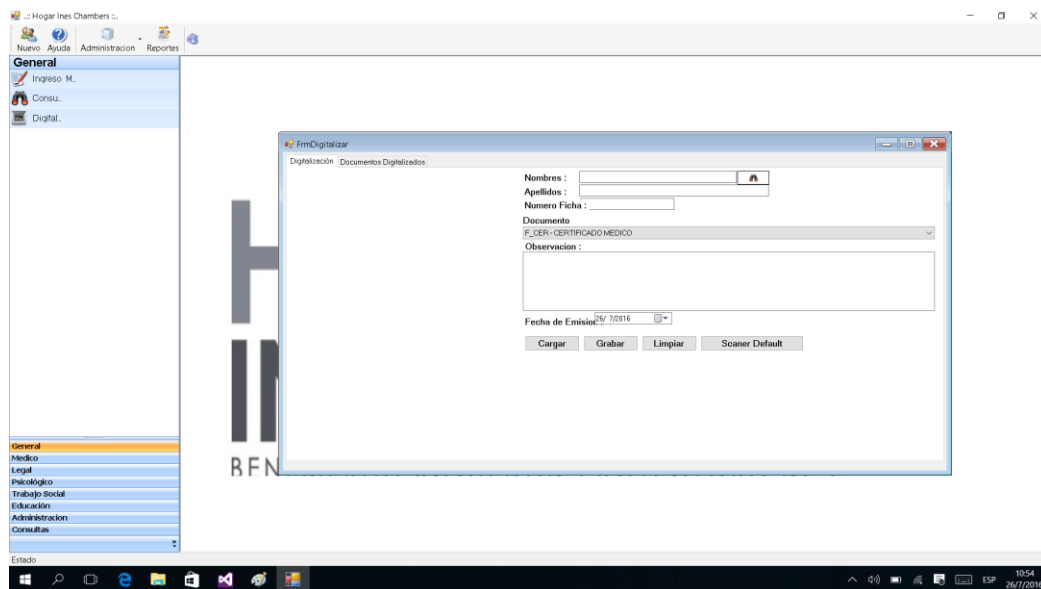 ..:: Hogar Ines Chambers ::..
Nuevo Ayuda Administracion Reportes
General
Ingreso M..
Consu..
Digital..
FrmDigitalizar
Digitalización Documentos Digitalizados
Nombres :
Apellidos :
Numero Ficha :
Documento
F_CER - CERTIFICADO MEDICO
Observacion :
Fecha de Emision: 26/ 7/2016
Cargar Grabar Limpiar Scaner Default
H
IN
BEN
General
Medico
Legal
Psicológico
Trabajo Social
Educación
Administracion
Consultas
Estado
ESP
10:54
26/7/2016